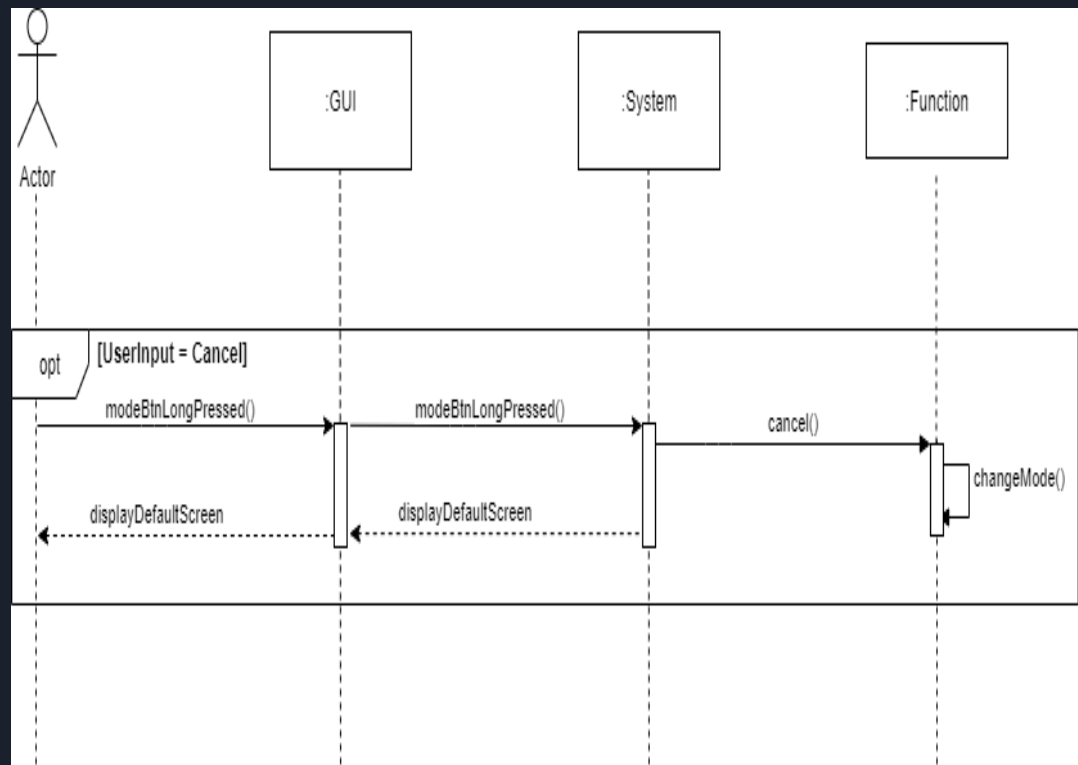 :GUI
:System
:Function
Actor
opt
[UserInput = Cancel]
modeBtnLongPressed()
modeBtnLongPressed()
cancel()
changeMode()
displayDefaultScreen
displayDefaultScreen